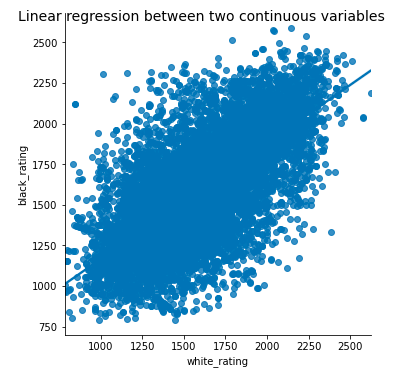 Linear regression between two continuous variables
2500
2250
2000
1750
1500
1250
1000
750
black_rating
1000 1250 1500 1750 2000 2250 2500
white_rating